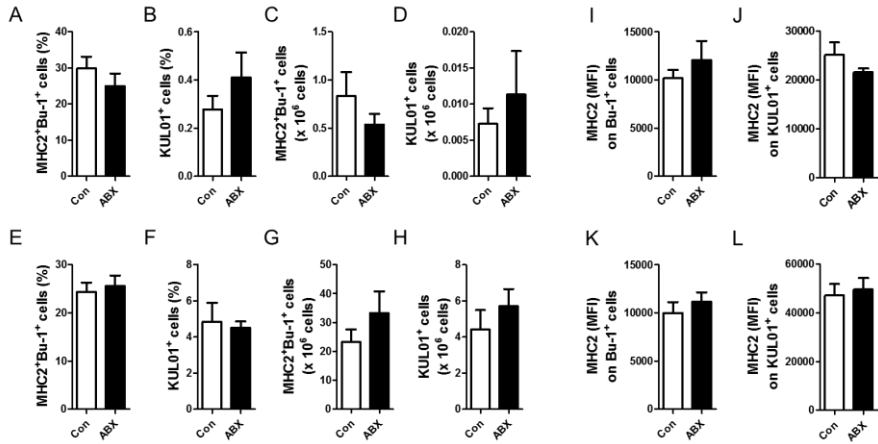 A
MHC2⁺Bu-1⁺ cells (%)
40
30
20
10
0
Con
ABX
B
KUL01⁺ cells (%)
0.6
0.4
0.2
0.0
Con
ABX
C
MHC2⁺Bu-1⁺ cells
(x 10⁶ cells)
1.5
1.0
0.5
0.0
Con
ABX
D
KUL01⁺ cells
(x 10⁶ cells)
0.020
0.015
0.010
0.005
0.000
Con
ABX
I
MHC2 (MFI)
on Bu-1⁺ cells
15000
10000
5000
0
Con
ABX
J
MHC2 (MFI)
on KUL01⁺ cells
30000
20000
10000
0
Con
ABX
E
MHC2⁺Bu-1⁺ cells (%)
30
20
10
0
Con
ABX
F
KUL01⁺ cells (%)
8
6
4
2
0
Con
ABX
G
MHC2⁺Bu-1⁺ cells
(x 10⁶ cells)
50
40
30
20
10
0
Con
ABX
H
KUL01⁺ cells
(x 10⁶ cells)
8
6
4
2
0
Con
ABX
K
MHC2 (MFI)
on Bu-1⁺ cells
15000
10000
5000
0
Con
ABX
L
MHC2 (MFI)
on KUL01⁺ cells
60000
40000
20000
0
Con
ABX